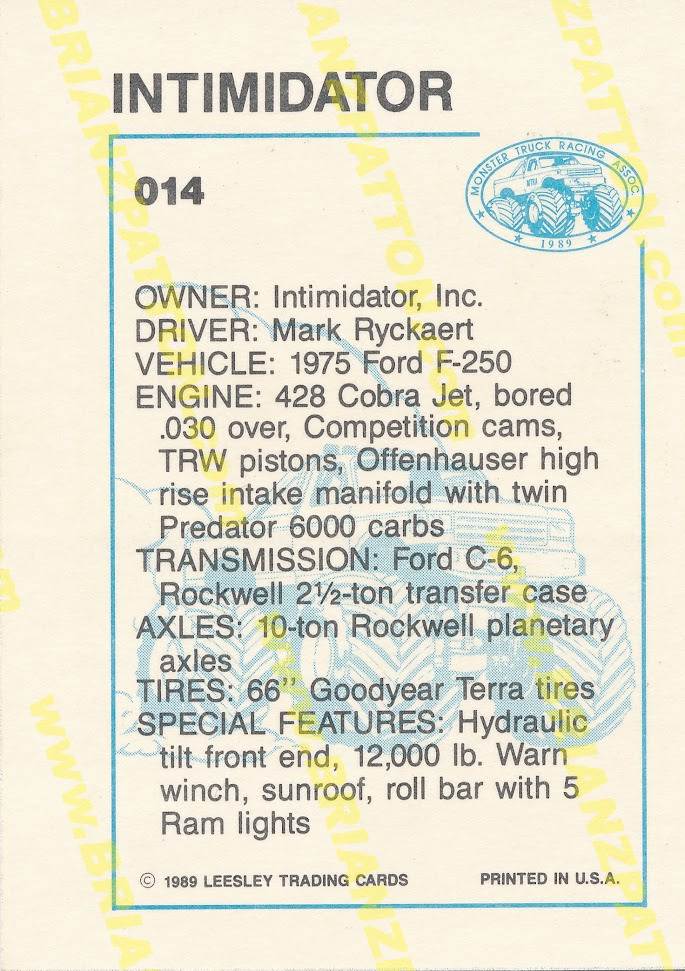 INTIMIDATOR
014
MONSTER TRUCK RACING ASSOC.
1989
OWNER: Intimidator, Inc.
DRIVER: Mark Ryckaert
VEHICLE: 1975 Ford F-250
ENGINE: 428 Cobra Jet, bored
.030 over, Competition cams,
TRW pistons, Offenhauser high
rise intake manifold with twin
Predator 6000 carbs
TRANSMISSION: Ford C-6,
Rockwell 2½-ton transfer case
AXLES: 10-ton Rockwell planetary
axles
TIRES: 66’’ Goodyear Terra tires
SPECIAL FEATURES: Hydraulic
tilt front end, 12,000 lb. Warn
winch, sunroof, roll bar with 5
Ram lights
© 1989 LEESLEY TRADING CARDS
PRINTED IN U.S.A.
www.BRIANZPATTON.com